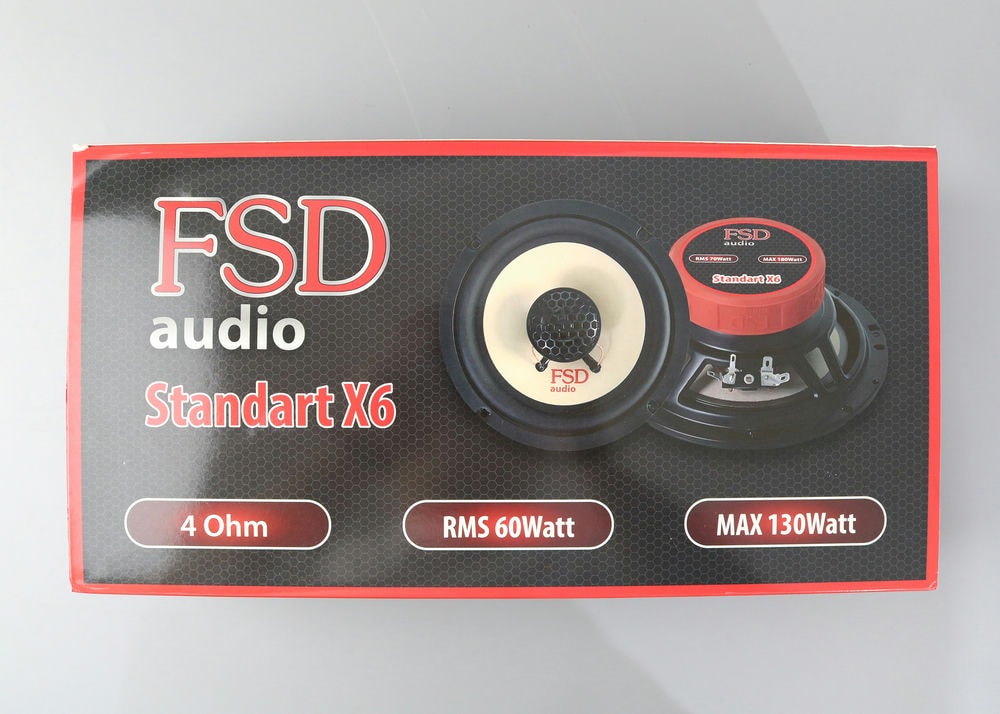 FSD
audio
Standart X6
FSD
audio
FSD
audio
RMS 70Watt
MAX 180Watt
Standart X6
4 Ohm
RMS 60Watt
MAX 130Watt